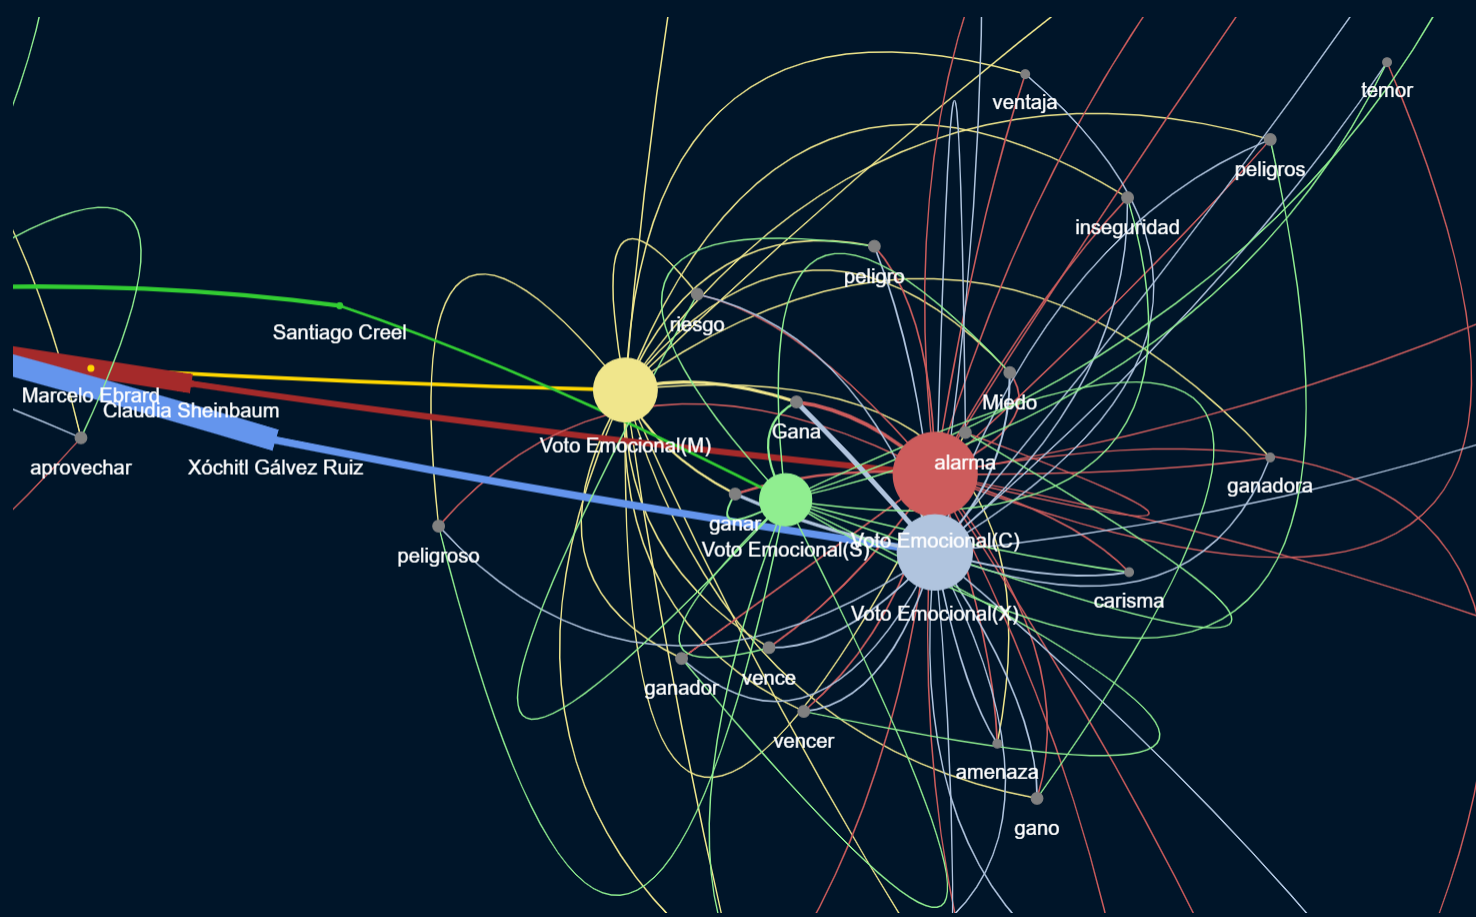 ventaja
temor
peligros
inseguridad
peligro
riesgo
Santiago Creel
Marcelo Ebrard
Claudia Sheinbaum
Miedo
Gana
Voto Emocional(M)
aprovechar
Xóchitl Gálvez Ruiz
alarma
ganadora
ganar
Voto Emocional(S)
Voto Emocional(C)
peligroso
carisma
Voto Emocional(X)
vence
ganador
vencer
amenaza
gano